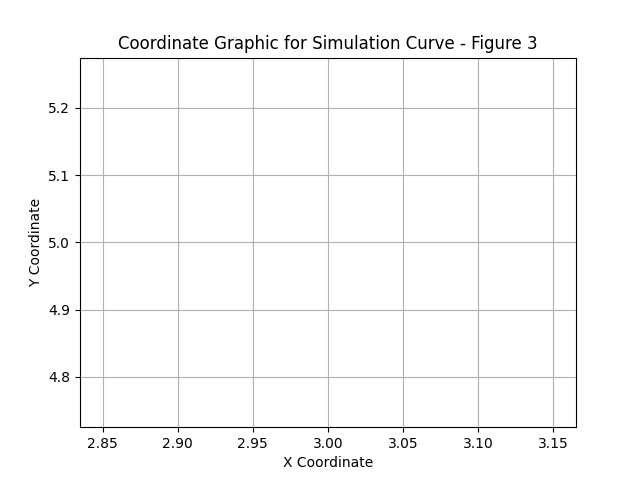 Coordinate Graphic for Simulation Curve - Figure 3
5.2
5.1
5.0
4.9
4.8
Y Coordinate
2.85 2.90 2.95 3.00 3.05 3.10 3.15
X Coordinate